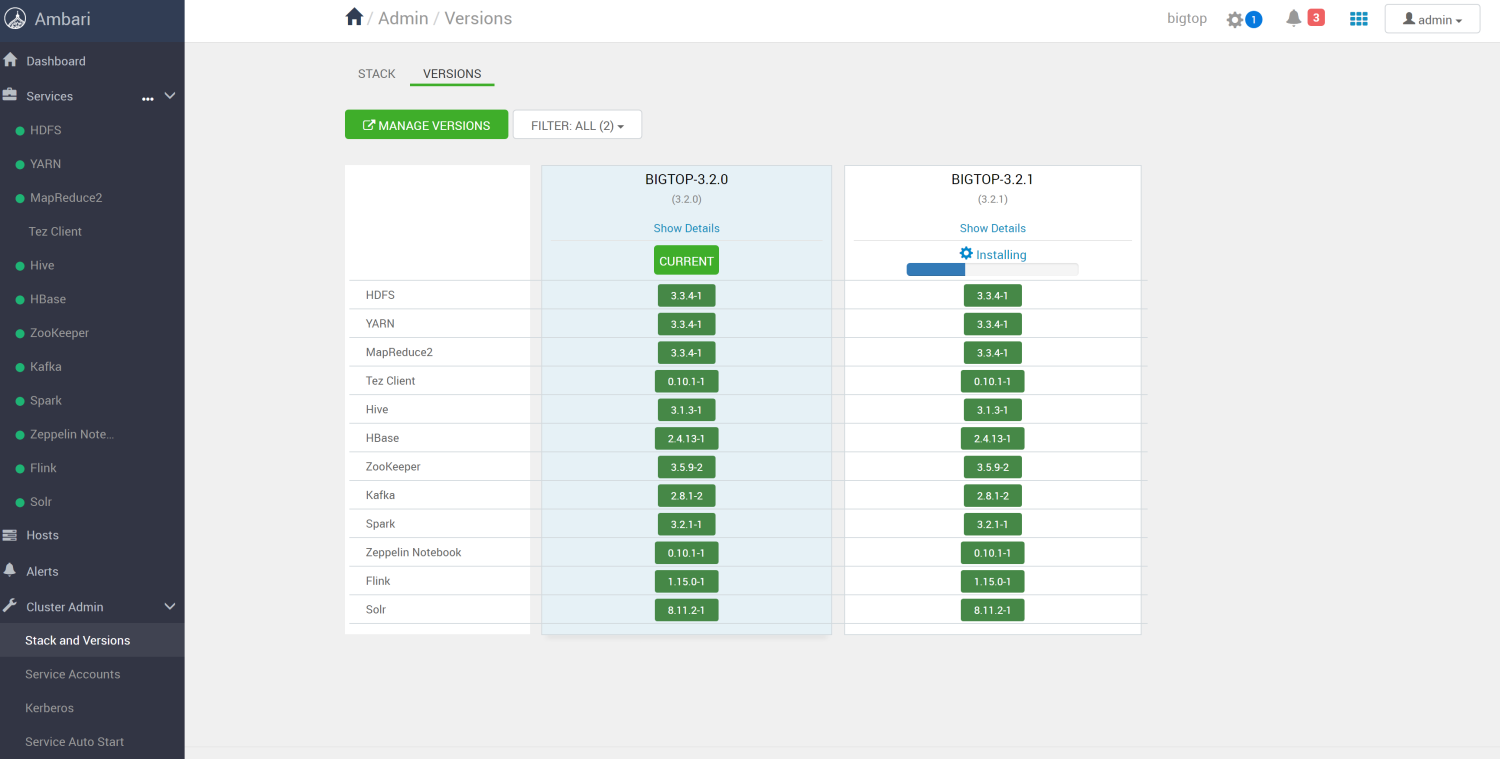 Ambari
/ Admin / Versions
bigtop
1
3
admin
Dashboard
Services
HDFS
YARN
MapReduce2
Tez Client
Hive
HBase
ZooKeeper
Kafka
Spark
Zeppelin Note...
Flink
Solr
Hosts
Alerts
Cluster Admin
Stack and Versions
Service Accounts
Kerberos
Service Auto Start
STACK
VERSIONS
MANAGE VERSIONS
FILTER: ALL (2)
BIGTOP-3.2.0
(3.2.0)
Show Details
CURRENT
BIGTOP-3.2.1
(3.2.1)
Show Details
Installing
HDFS 3.3.4-1 3.3.4-1
YARN 3.3.4-1 3.3.4-1
MapReduce2 3.3.4-1 3.3.4-1
Tez Client 0.10.1-1 0.10.1-1
Hive 3.1.3-1 3.1.3-1
HBase 2.4.13-1 2.4.13-1
ZooKeeper 3.5.9-2 3.5.9-2
Kafka 2.8.1-2 2.8.1-2
Spark 3.2.1-1 3.2.1-1
Zeppelin Notebook 0.10.1-1 0.10.1-1
Flink 1.15.0-1 1.15.0-1
Solr 8.11.2-1 8.11.2-1